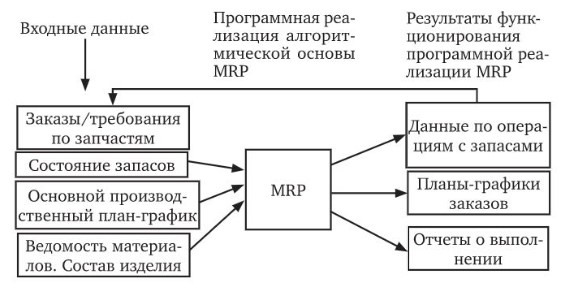 Входные данные
Программная реа-
лизация алгорит-
мической основы
MRP
Результаты функ-
ционирования
программной реа-
лизации MRP
Заказы/требования
по запчастям
Состояние запасов
Основной производ-
ственный план-график
Ведомость материа-
лов. Состав изделия
MRP
Данные по опера-
циям с запасами
Планы-графики
заказов
Отчеты о выпол-
нении